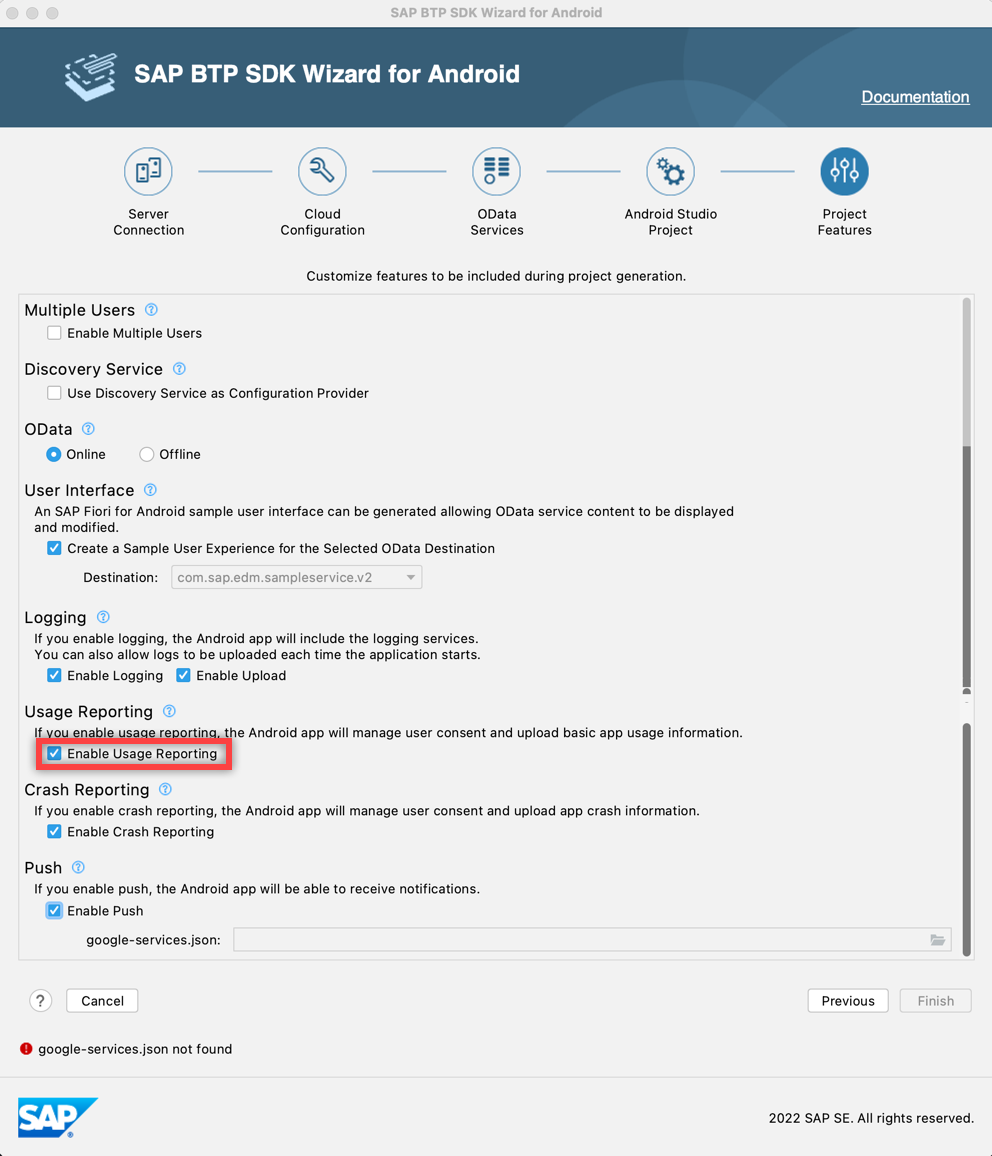 SAP BTP SDK Wizard for Android
SAP BTP SDK Wizard for Android
Documentation
Server
Connection
Cloud
Configuration
OData
Services
Android Studio
Project
Project
Features
Customize features to be included during project generation.
Multiple Users ?
Enable Multiple Users
Discovery Service ?
Use Discovery Service as Configuration Provider
OData ?
Online Offline
User Interface ?
An SAP Fiori for Android sample user interface can be generated allowing OData service content to be displayed
and modified.
Create a Sample User Experience for the Selected OData Destination
Destination: com.sap.edm.sampleservice.v2
Logging ?
If you enable logging, the Android app will include the logging services.
You can also allow logs to be uploaded each time the application starts.
Enable Logging Enable Upload
Usage Reporting ?
If you enable usage reporting, the Android app will manage user consent and upload basic app usage information.
Enable Usage Reporting
Crash Reporting ?
If you enable crash reporting, the Android app will manage user consent and upload app crash information.
Enable Crash Reporting
Push ?
If you enable push, the Android app will be able to receive notifications.
Enable Push
google-services.json:
? Cancel Previous Finish
google-services.json not found
SAP ®
2022 SAP SE. All rights reserved.